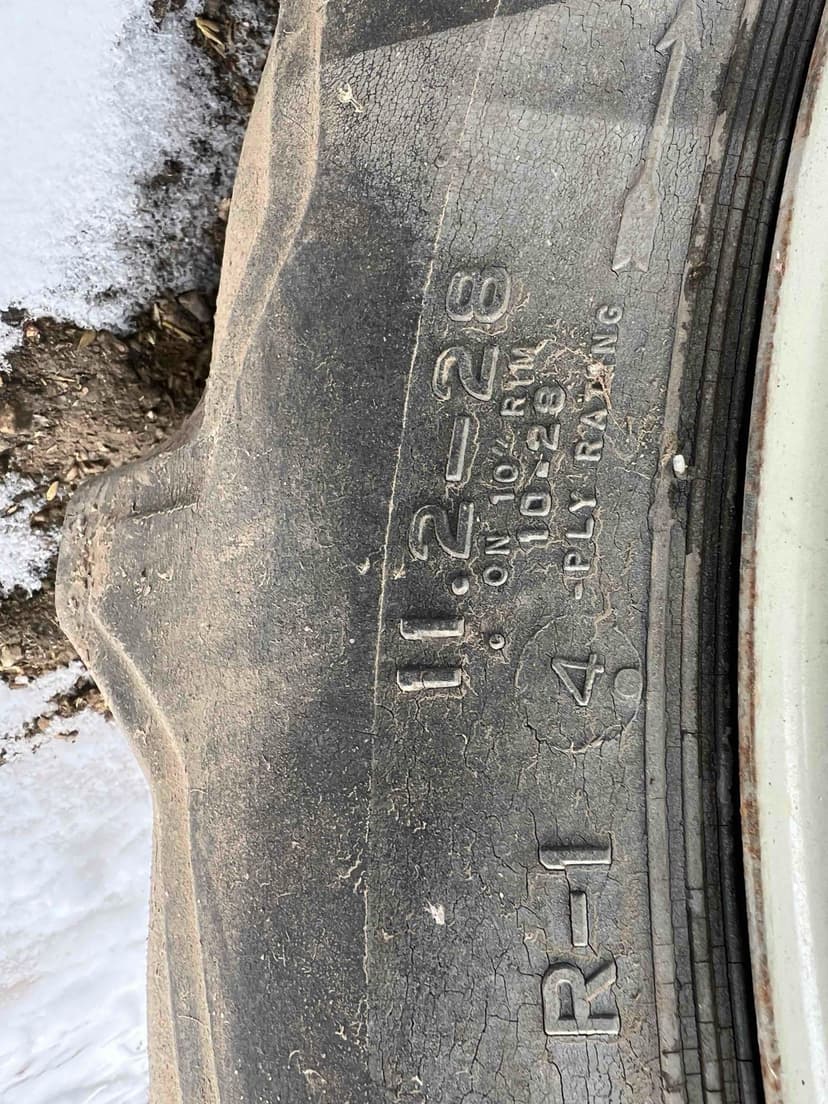 11.2-28
ON 10" RIM
10-28
4 -PLY RATING
R-1